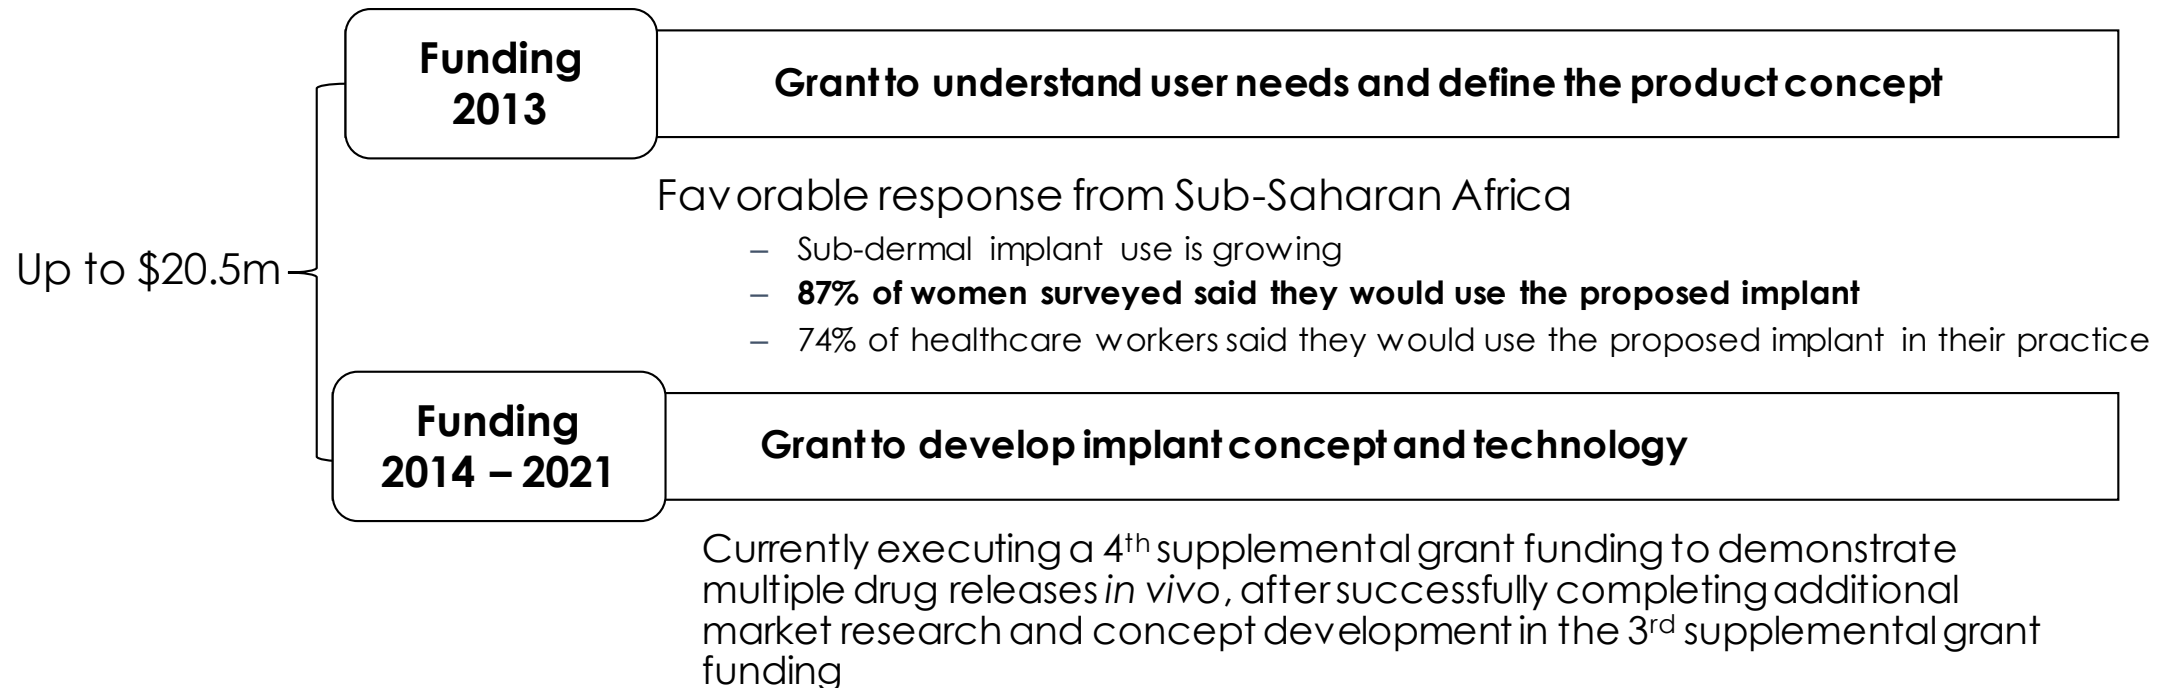 Funding
2013
Grant to understand user needs and define the product concept
Favorable response from Sub-Saharan Africa
– Sub-dermal implant use is growing
– 87% of women surveyed said they would use the proposed implant
– 74% of healthcare workers said they would use the proposed implant in their practice
Up to $20.5m
Funding
2014 – 2021
Grant to develop implant concept and technology
Currently executing a 4th supplemental grant funding to demonstrate
multiple drug releases in vivo, after successfully completing additional
market research and concept development in the 3rd supplemental grant
funding